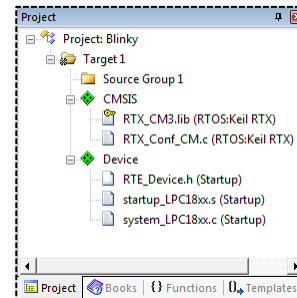 Project
Project: Blinky
Target 1
Source Group 1
CMSIS
RTX_CM3.lib (RTOS:Keil RTX)
RTX_Conf_CM.c (RTOS:Keil RTX)
Device
RTE_Device.h (Startup)
startup_LPC18xx.s (Startup)
system_LPC18xx.c (Startup)
Project Books {} Functions 0 Templates